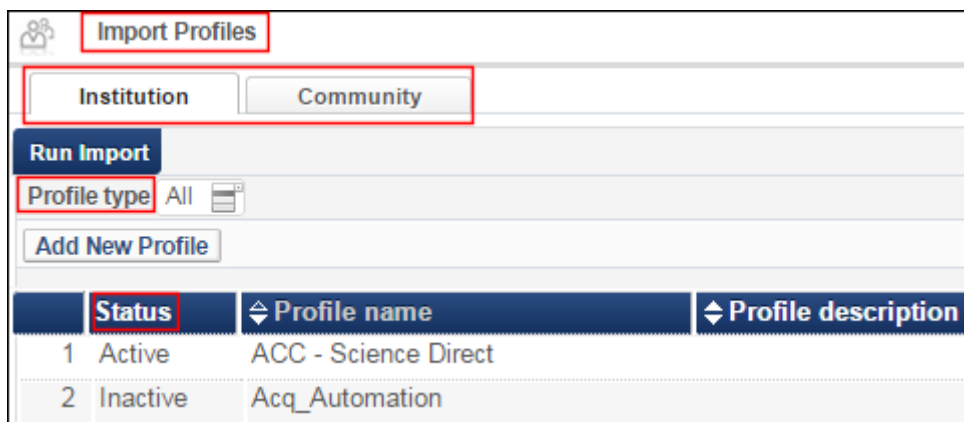 Import Profiles
Institution Community
Run Import
Profile type All
Add New Profile
Status Profile name Profile description
1 Active ACC - Science Direct
2 Inactive Acq_Automation